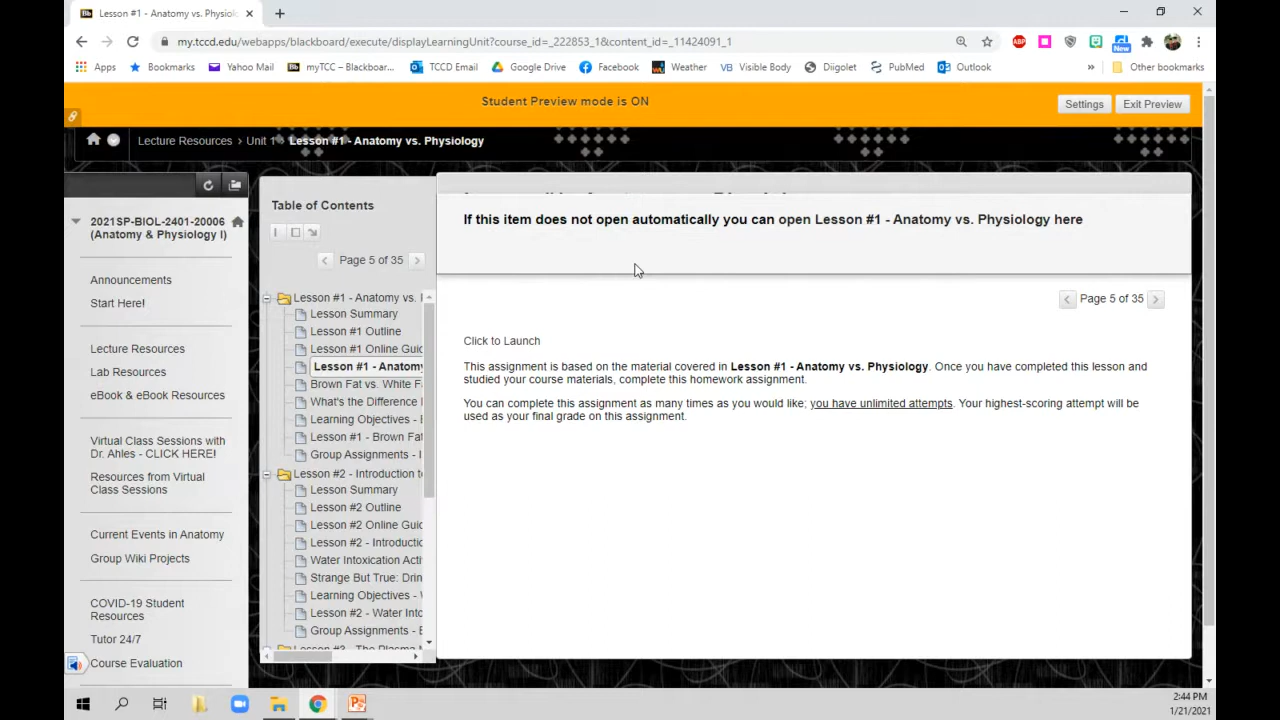 Lesson #1 - Anatomy vs. Physiolo
my.tccd.edu/webapps/blackboard/execute/displayLearningUnit?course_id=_222853_1&content_id=_11424091_1
ABP
New
Apps
Bookmarks
Yahoo Mail
myTCC – Blackboar...
TCCD Email
Google Drive
Facebook
Weather
VB Visible Body
Diigolet
PubMed
Outlook
»
Other bookmarks
Student Preview mode is ON
Settings
Exit Preview
Lecture Resources > Unit 1 > Lesson #1 - Anatomy vs. Physiology
2021SP-BIOL-2401-20006
(Anatomy & Physiology I)
Announcements
Start Here!
Lecture Resources
Lab Resources
eBook & eBook Resources
Virtual Class Sessions with
Dr. Ahles - CLICK HERE!
Resources from Virtual
Class Sessions
Current Events in Anatomy
Group Wiki Projects
COVID-19 Student
Resources
Tutor 24/7
Course Evaluation
Table of Contents
Page 5 of 35
Lesson #1 - Anatomy vs.
Lesson Summary
Lesson #1 Outline
Lesson #1 Online Guid
Lesson #1 - Anatomy
Brown Fat vs. White F
What's the Difference
Learning Objectives -
Lesson #1 - Brown Fat
Group Assignments -
Lesson #2 - Introduction to
Lesson Summary
Lesson #2 Outline
Lesson #2 Online Guid
Lesson #2 - Introductio
Water Intoxication Acti
Strange But True: Drin
Learning Objectives -
Lesson #2 - Water Into
Group Assignments -
Lesson #3 - The Plasma
If this item does not open automatically you can open Lesson #1 - Anatomy vs. Physiology here
Page 5 of 35
Click to Launch
This assignment is based on the material covered in Lesson #1 - Anatomy vs. Physiology. Once you have completed this lesson and
studied your course materials, complete this homework assignment.
You can complete this assignment as many times as you would like; you have unlimited attempts. Your highest-scoring attempt will be
used as your final grade on this assignment.
2:44 PM
1/21/2021